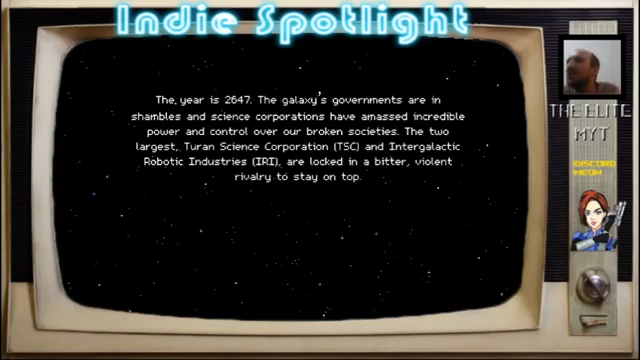 Indie Spotlight
The year is 2647. The galaxy's governments are in
shambles and science corporations have amassed incredible
power and control over our broken societies. The two
largest, Turan Science Corporation (TSC) and Intergalactic
Robotic Industries (IRI), are locked in a bitter, violent
rivalry to stay on top.
THE ELITE
MYT
!DISCORD
!MEOW